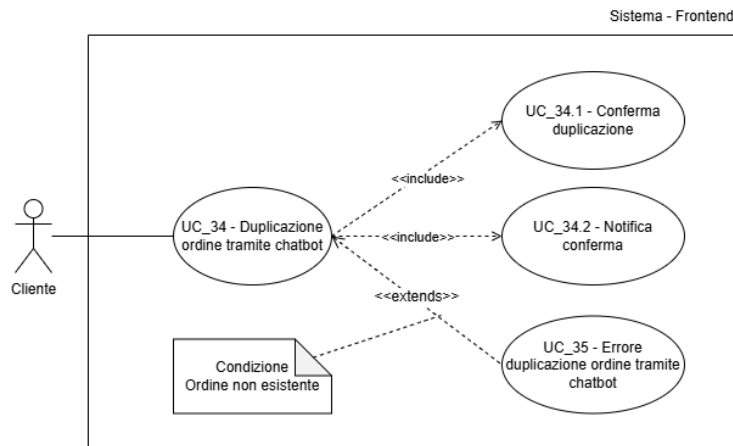 Sistema - Frontend
UC_34.1 - Conferma
duplicazione
<<include>>
UC_34 - Duplicazione
ordine tramite chatbot
<<include>>
UC_34.2 - Notifica
conferma
Cliente
<<extends>>
Condizione
Ordine non esistente
UC_35 - Errore
duplicazione ordine tramite
chatbot